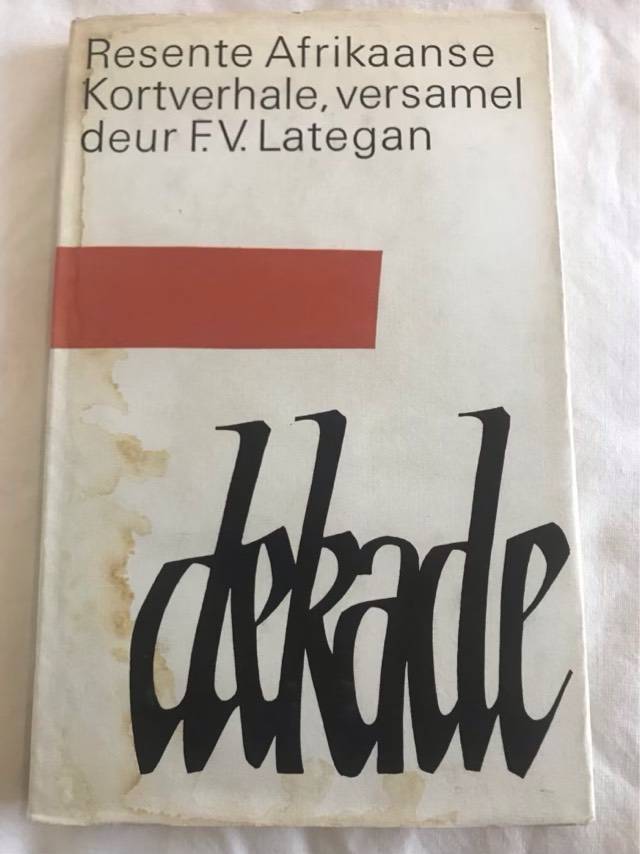 Resente Afrikaanse
Kortverhale, versamel
deur F.V. Lategan
dekade